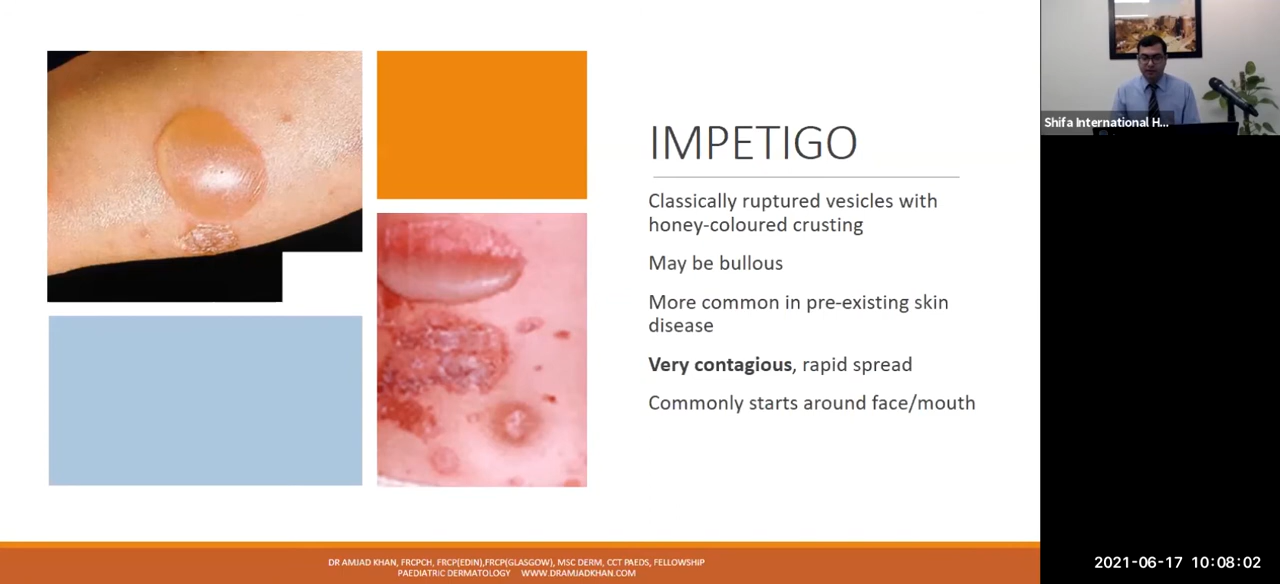 IMPETIGO
Classically ruptured vesicles with
honey-coloured crusting
May be bullous
More common in pre-existing skin
disease
Very contagious, rapid spread
Commonly starts around face/mouth
DR AMJAD KHAN, FRCPCH, FRCP(EDIN),FRCP(GLASGOW), MSC DERM, CCT PAEDS, FELLOWSHIP
PAEDIATRIC DERMATOLOGY WWW.DRAMJADKHAN.COM
Shifa International H...
2021-06-17 10:08:02